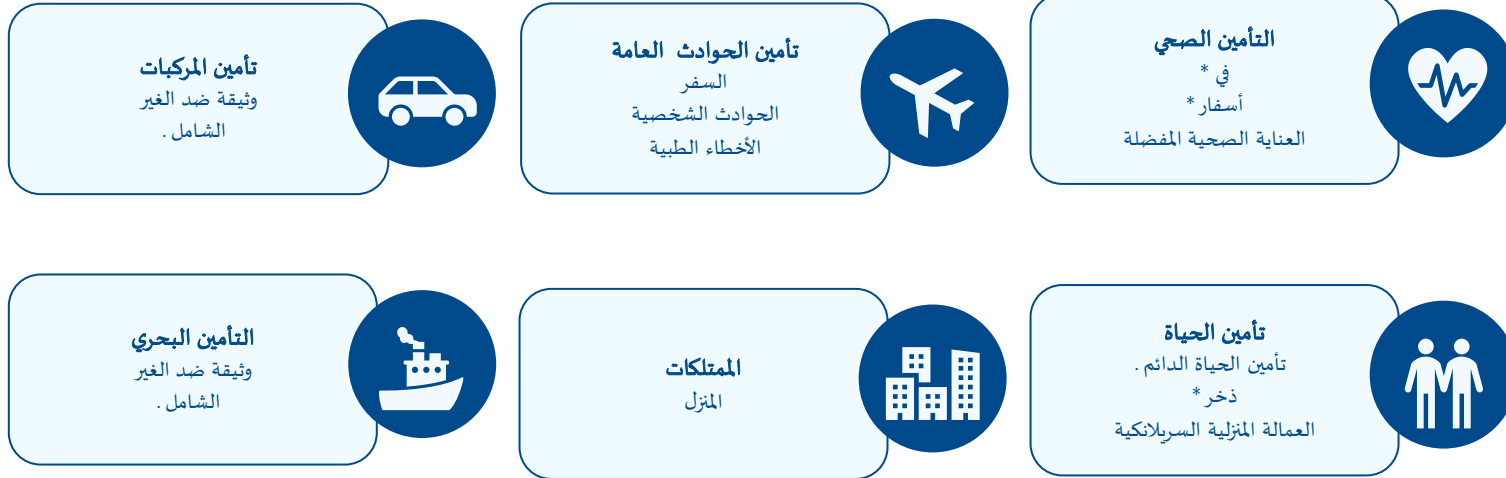 التأمين الصحي
في *
أسفار *
العناية الصحية المفضلة
تأمين الحوادث العامة
السفر
الحوادث الشخصية
الأخطاء الطبية
تأمين المركبات
وثيقة ضد الغير
الشامل .
تأمين الحياة
تأمين الحياة الدائم .
ذخر *
العمالة المنزلية السريلانكية
الممتلكات
المنزل
التأمين البحري
وثيقة ضد الغير
الشامل .